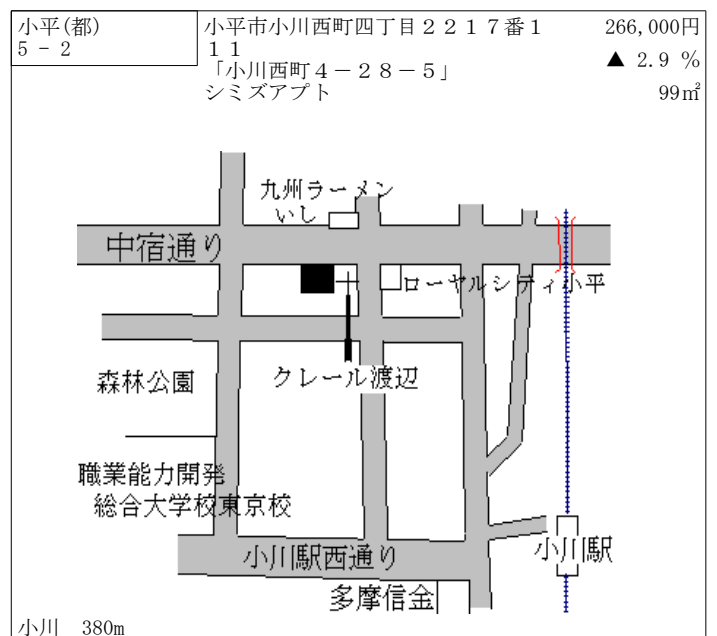 小平(都)
5 - 2
小平市小川西町四丁目2217番1
11
「小川西町4-28-5」
シミズアプト
266,000円
▲ 2.9 %
99㎡
九州ラーメン
いし
中宿通り
ローヤルシティ小平
クレール渡辺
森林公園
職業能力開発
総合大学校東京校
小川駅西通り
小川駅
多摩信金
小川 380m